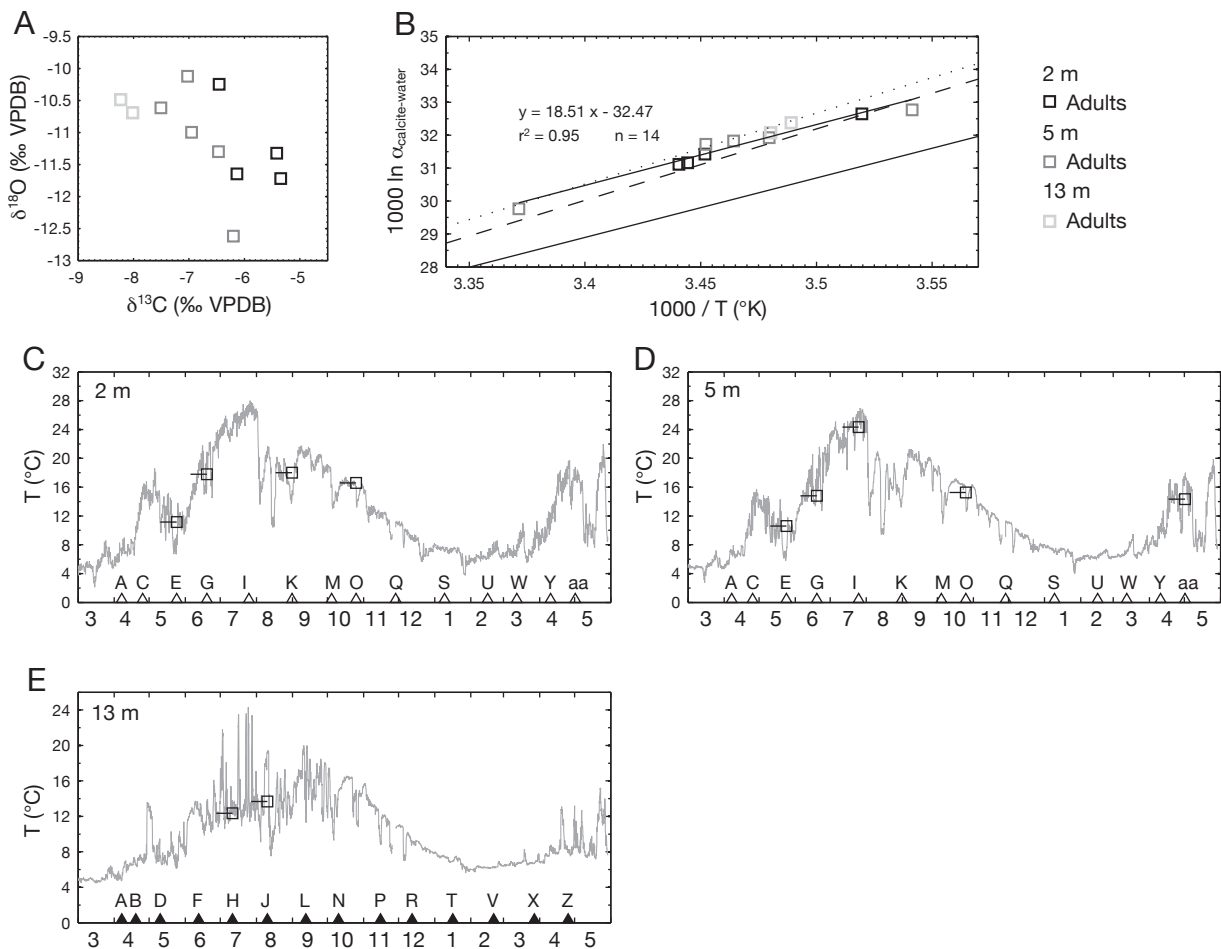 A
-9.5
-10
-10.5
-11
-11.5
-12
-12.5
-13
-9 -8 -7 -6 -5
δ18O (‰ VPDB)
δ13C (‰ VPDB)
B
35
34
33
32
31
30
29
28
3.35 3.4 3.45 3.5 3.55
1000 ln αcalcite-water
1000 / T (°K)
y = 18.51 x - 32.47
r2 = 0.95 n = 14
2 m
Adults
5 m
Adults
13 m
Adults
C
2 m
32
28
24
20
16
12
8
4
0
T (°C)
A C E G I K M O Q S U W Y aa
3 4 5 6 7 8 9 10 11 12 1 2 3 4 5
D
5 m
32
28
24
20
16
12
8
4
0
T (°C)
A C E G I K M O Q S U W Y aa
3 4 5 6 7 8 9 10 11 12 1 2 3 4 5
E
13 m
24
20
16
12
8
4
0
T (°C)
A B D F H J L N P R T V X Z
3 4 5 6 7 8 9 10 11 12 1 2 3 4 5